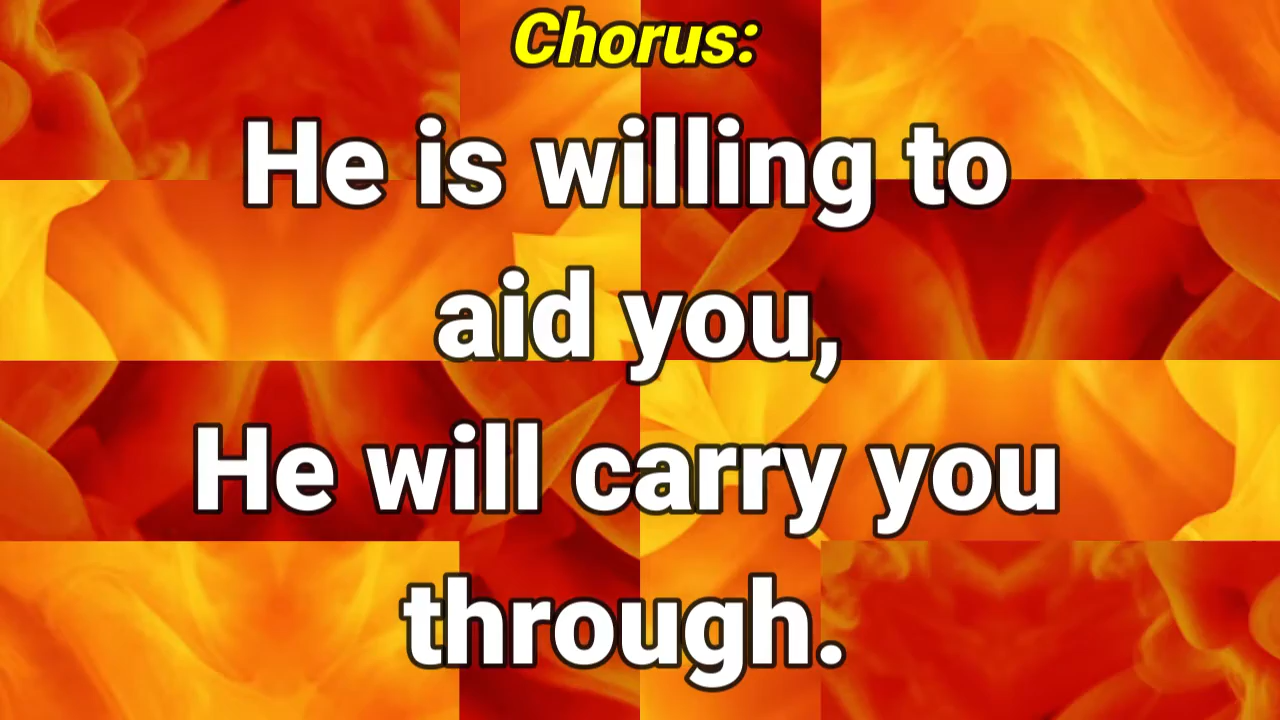 Chorus:
He is willing to
aid you,
He will carry you
through.